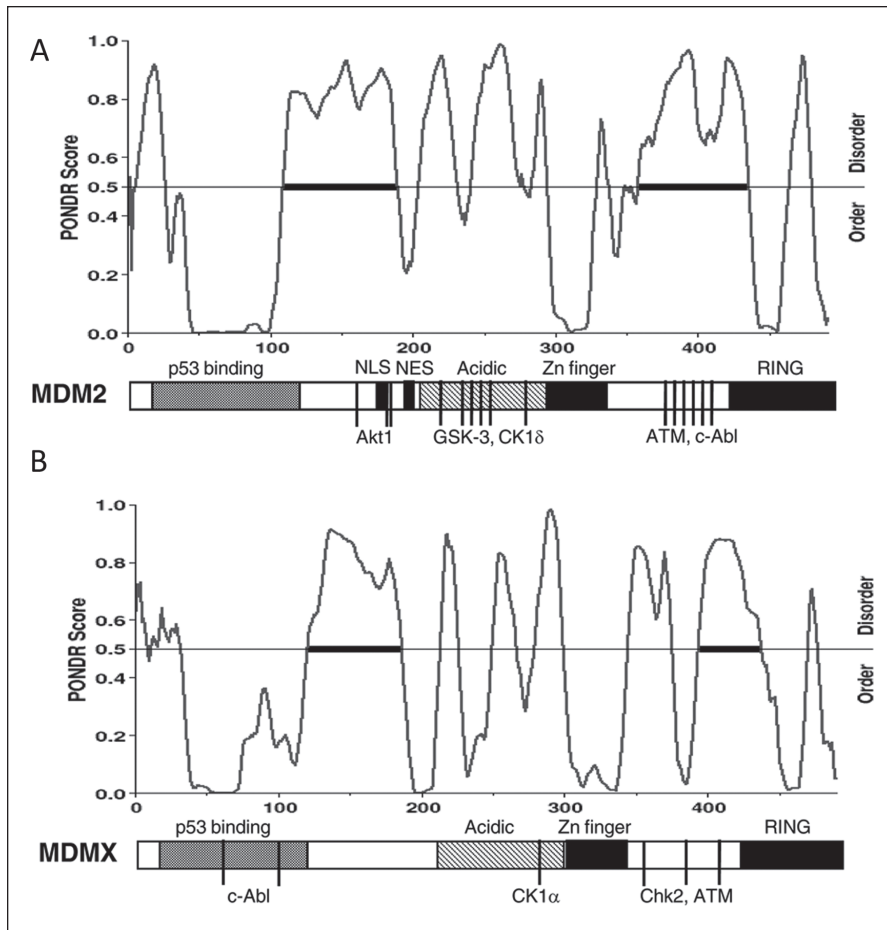 A
1.0
0.8
0.6
0.5
0.4
0.2
0.0
PONDR Score
Disorder
Order
0 100 200 300 400
p53 binding NLS NES Acidic Zn finger RING
MDM2
Akt1 GSK-3, CK1δ ATM, c-Abl
B
1.0
0.8
0.6
0.5
0.4
0.2
0.0
PONDR Score
Disorder
Order
0 100 200 300 400
p53 binding Acidic Zn finger RING
MDMX
c-Abl CK1α Chk2, ATM